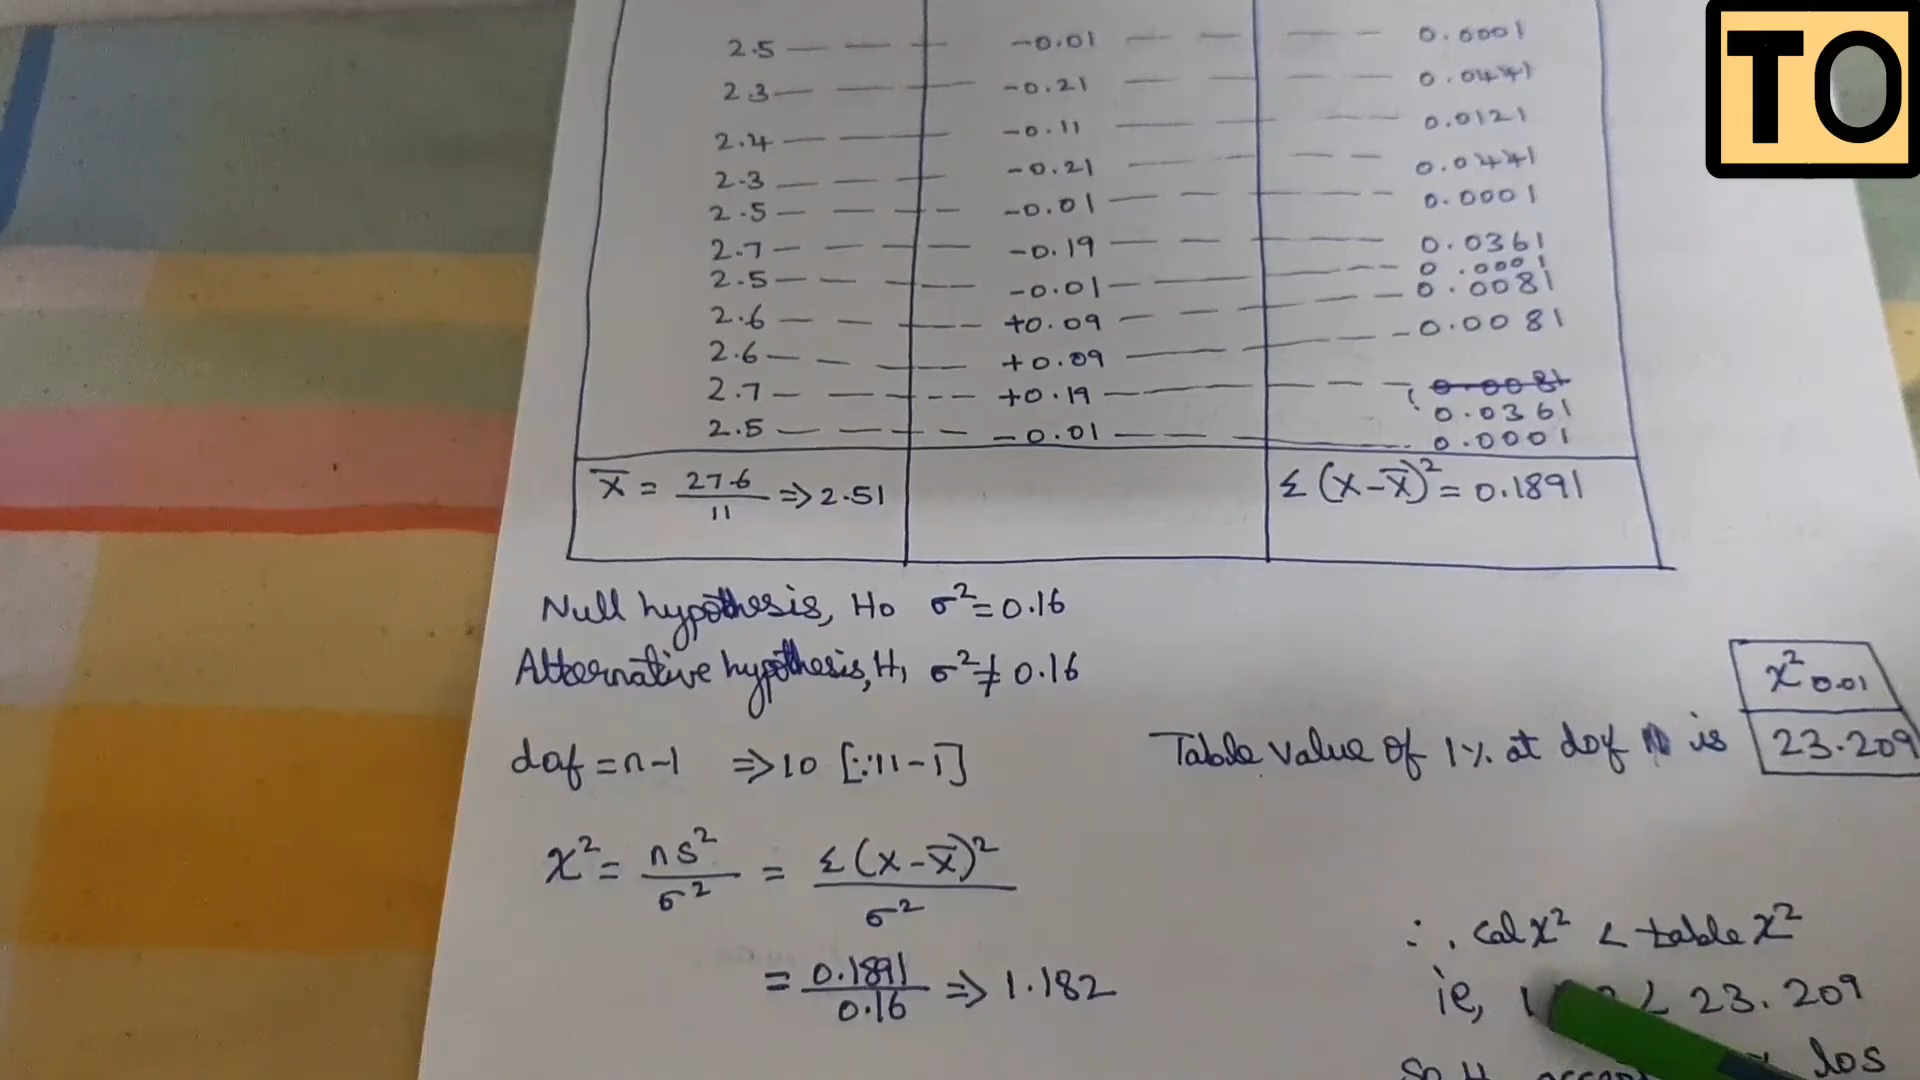 TO
2.5 -0.01 0.0001
2.3 -0.21 0.0441
2.4 -0.11 0.0121
2.3 -0.21 0.0441
2.5 -0.01 0.0001
2.7 -0.19 0.0361
2.5 -0.01 0.0001
2.6 +0.09 0.0081
2.6 +0.09 0.0081
2.7 +0.19 0.0081
0.0361
2.5 -0.01 0.0001
x̄ = 27.6/11 ⇒ 2.51 Σ(x-x̄)² = 0.1891
Null hypothesis, H0 σ²=0.16
Alternative hypothesis, H1 σ²≠0.16
χ²0.01
dof = n-1 ⇒ 10 [∵11-1] Table value of 1% at dof is 23.209
χ² = ns²/σ² = Σ(x-x̄)²/σ²
= 0.1891/0.16 ⇒ 1.182
∴ cal χ² < table χ²
ie, < 23.209
So los